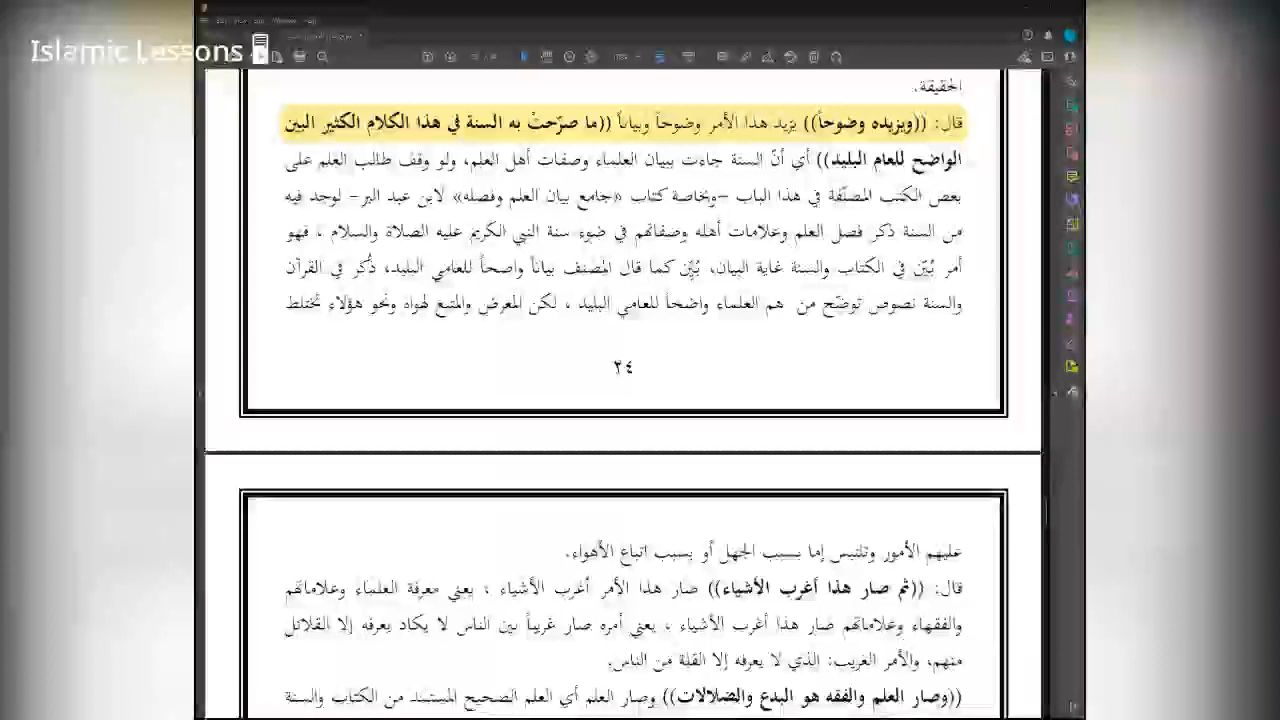 Islamic Lessons 4
الحقيقة.
قال: ((ويزيده وضوحاً)) يزيد هذا الأمر وضوحاً وبياناً ((ما صرّحتْ به السنة في هذا الكلام الكثير البين
الواضح للعام البليد)) أي أنّ السنة جاءت ببيان العلماء وصفات أهل العلم، ولو وقف طالب العلم على
بعض الكتب المصنّفة في هذا الباب –وبخاصة كتاب «جامع بيان العلم وفضله» لابن عبد البر– لوجد فيه
من السنة ذكر فضل العلم وعلامات أهله وصفاتهم في ضوء سنة النبي الكريم عليه الصلاة والسلام ، فهو
أمر بُيّن في الكتاب والسنة غاية البيان، بُيّن كما قال المصنف بياناً واضحاً للعامي البليد، ذُكر في القرآن
والسنة نصوص توضّح من هم العلماء واضحاً للعامي البليد ، لكن المعرض والمتبع لهواه ونحو هؤلاء تختلط
٢٤
عليهم الأمور وتلتبس إما بسبب الجهل أو بسبب اتباع الأهواء.
قال: ((ثم صار هذا أغرب الأشياء)) صار هذا الأمر أغرب الأشياء ؛ يعني معرفة العلماء وعلاماتهم
والفقهاء وعلاماتهم صار هذا أغرب الأشياء ، يعني أمره صار غريباً بين الناس لا يكاد يعرفه إلا القلائل
منهم، والأمر الغريب: الذي لا يعرفه إلا القلة من الناس.
((وصار العلم والفقه هو البدع والضلالات)) وصار العلم أي العلم الصحيح المستمد من الكتاب والسنة